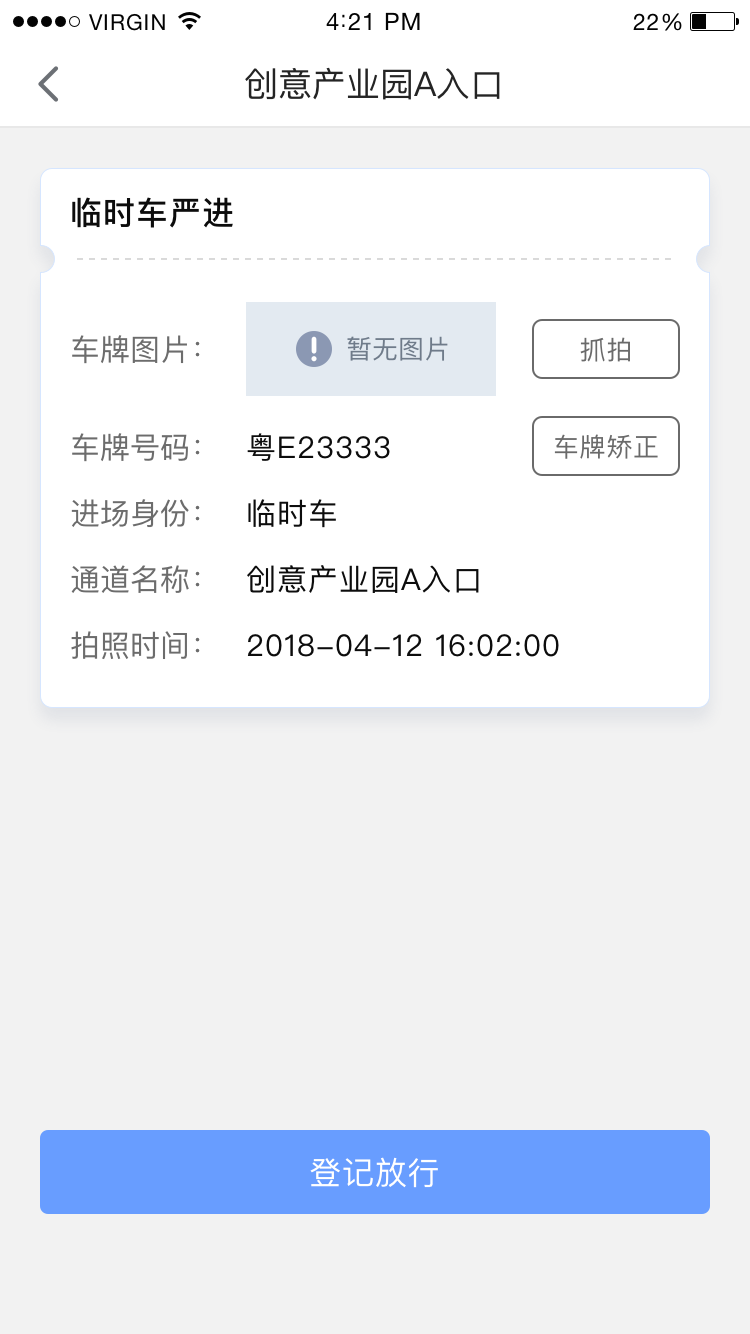 VIRGIN 4:21 PM 22%
创意产业园A入口
临时车严进
车牌图片： 暂无图片 抓拍
车牌号码： 粤E23333 车牌矫正
进场身份： 临时车
通道名称： 创意产业园A入口
拍照时间： 2018-04-12 16:02:00
登记放行